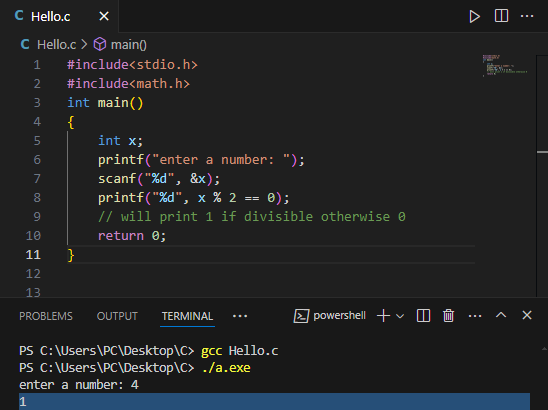 C Hello.c
C Hello.c > main()
1 #include<stdio.h>
2 #include<math.h>
3 int main()
4 {
5     int x;
6     printf("enter a number: ");
7     scanf("%d", &x);
8     printf("%d", x % 2 == 0);
9     // will print 1 if divisible otherwise 0
10     return 0;
11 }
12
13
PROBLEMS OUTPUT TERMINAL ... powershell
PS C:\Users\PC\Desktop\C> gcc Hello.c
PS C:\Users\PC\Desktop\C> ./a.exe
enter a number: 4
1